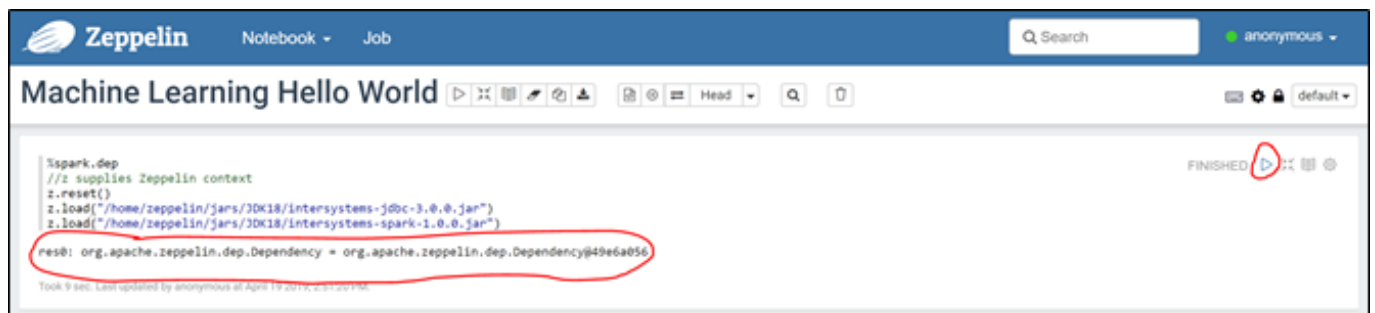 Zeppelin Notebook Job Search anonymous
Machine Learning Hello World Head default
%spark.dep
FINISHED
//z supplies Zeppelin context
z.reset()
z.load("/home/zeppelin/jars/JDK18/intersystems-jdbc-3.0.0.jar")
z.load("/home/zeppelin/jars/JDK18/intersystems-spark-1.0.0.jar")
res0: org.apache.zeppelin.dep.Dependency = org.apache.zeppelin.dep.Dependency@49e6a056
Took 9 sec. Last updated by anonymous at April 19 2019, 2:51:20 PM.